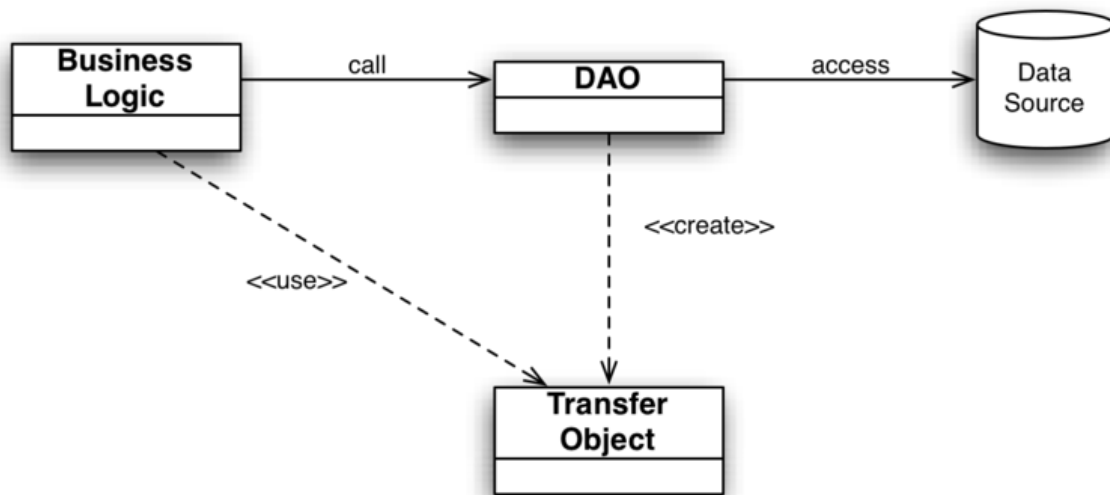 Business
Logic
call
DAO
access
Data
Source
<<create>>
<<use>>
Transfer
Object